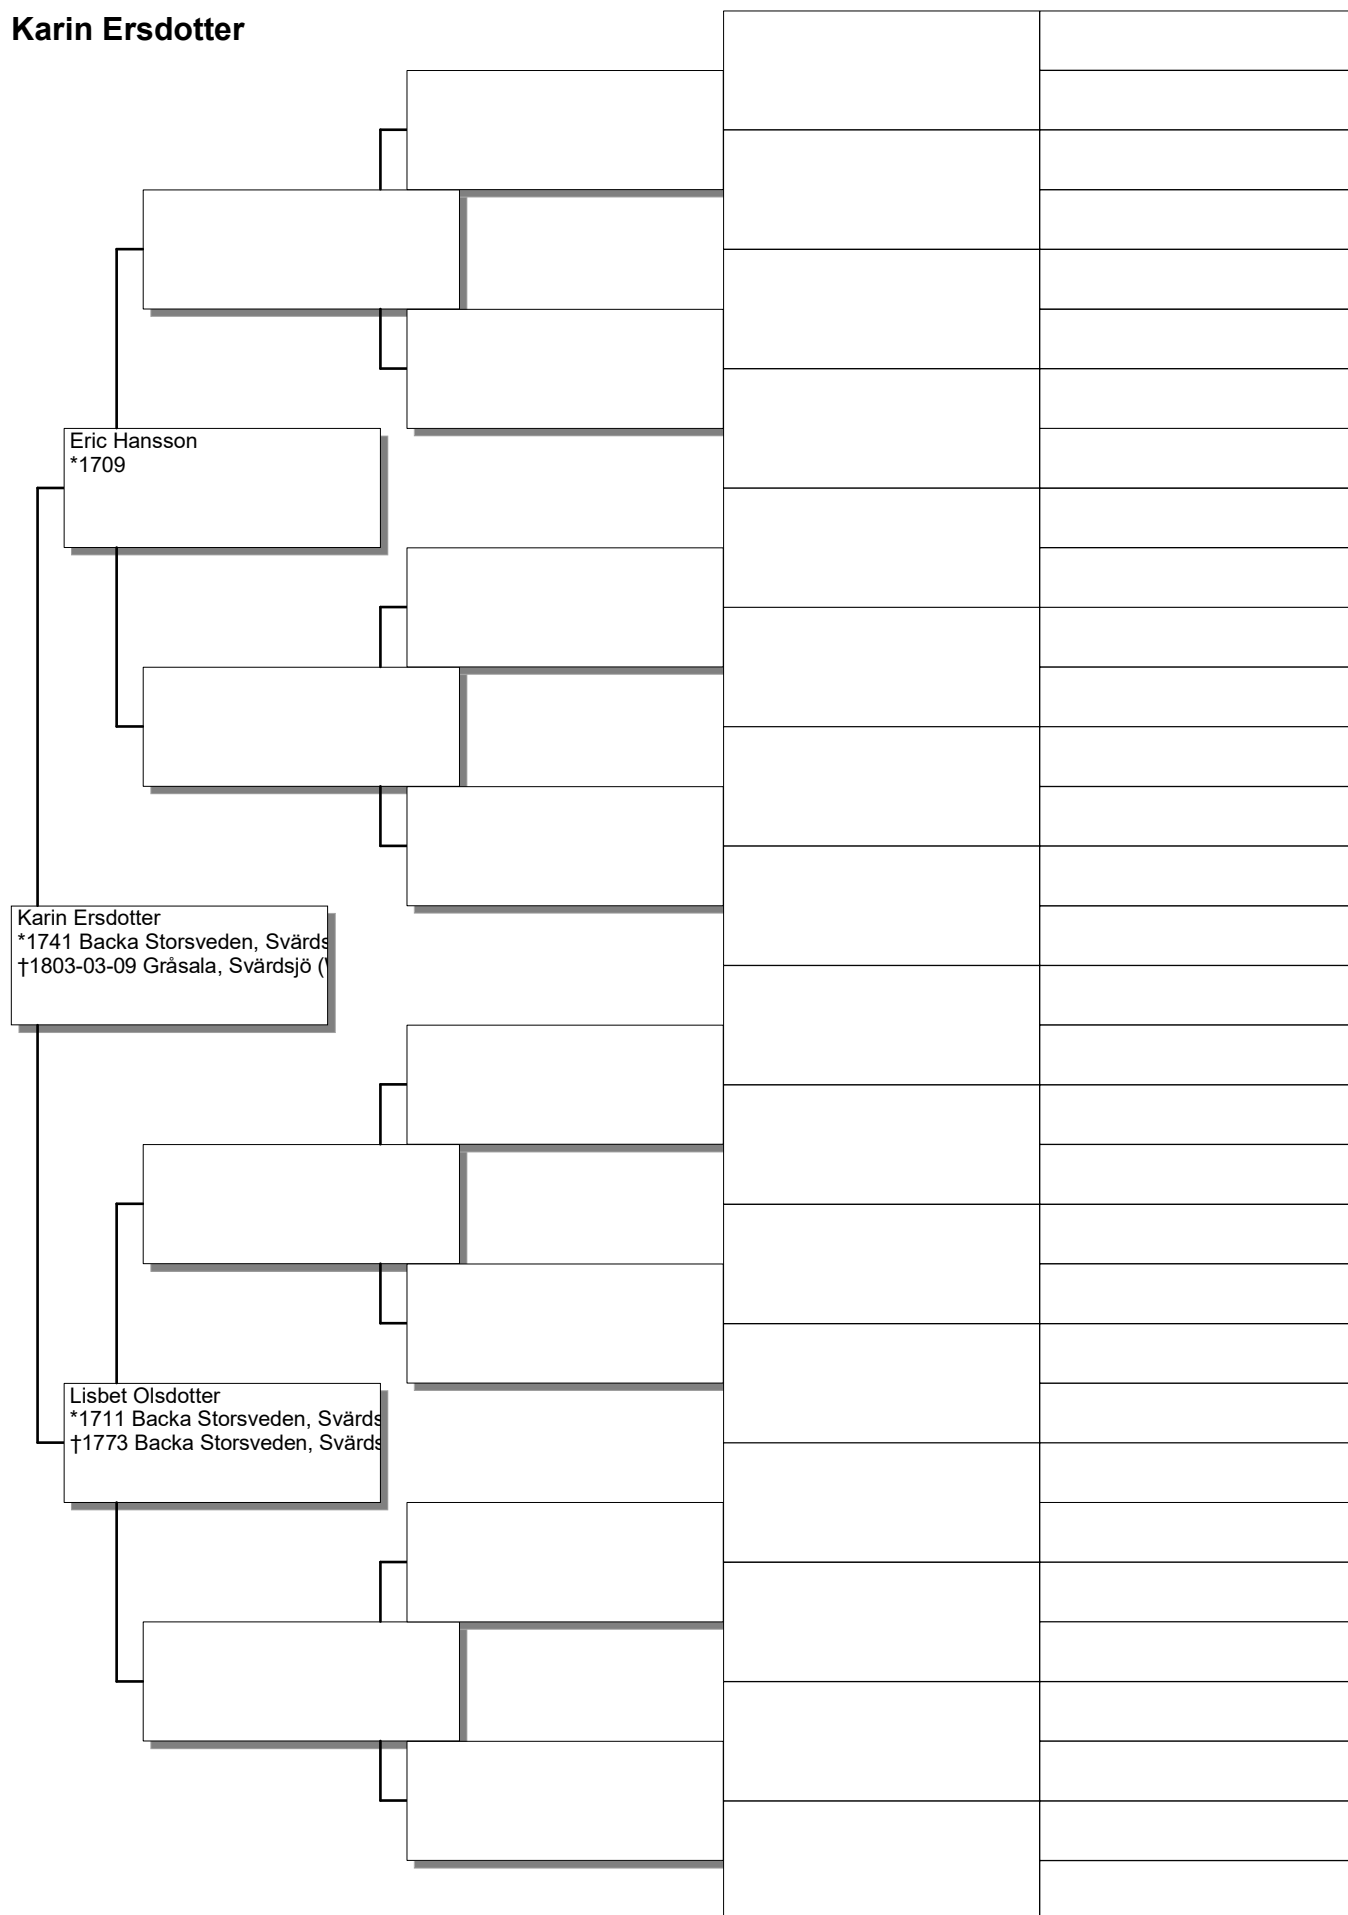 Karin Ersdotter
Eric Hansson
*1709
Karin Ersdotter
*1741 Backa Storsveden, Svärds
†1803-03-09 Gråsala, Svärdsjö (
Lisbet Olsdotter
*1711 Backa Storsveden, Svärds
†1773 Backa Storsveden, Svärds